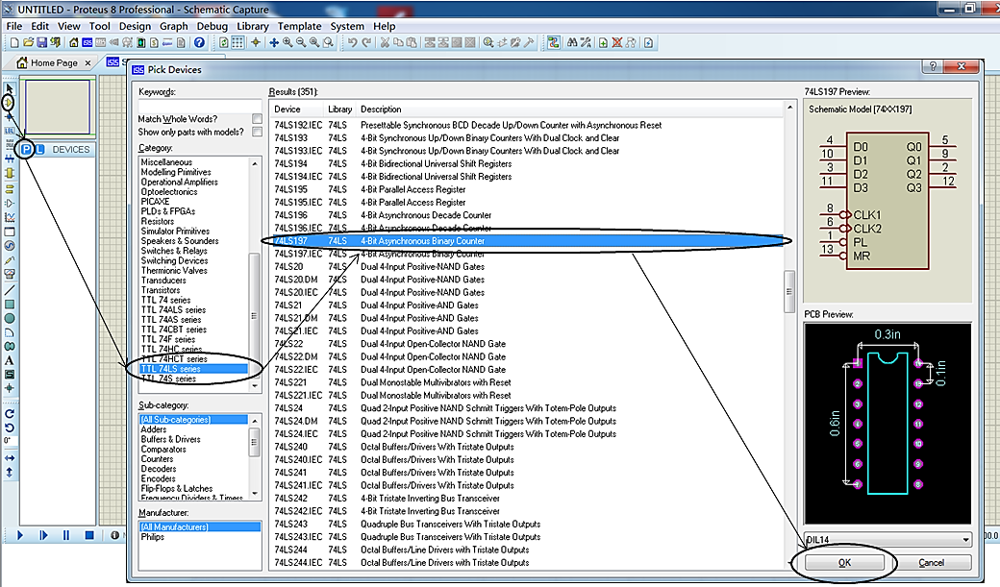 UNTITLED - Proteus 8 Professional - Schematic Capture
File Edit View Tool Design Graph Debug Library Template System Help
Home Page
Pick Devices
P L DEVICES
Keywords:
Match Whole Words?
Show only parts with models?
Category:
Miscellaneous
Modelling Primitives
Operational Amplifiers
Optoelectronics
PICAXE
PLDs & FPGAs
Resistors
Simulator Primitives
Speakers & Sounders
Switches & Relays
Switching Devices
Thermionic Valves
Transducers
Transistors
TTL 74 series
TTL 74ALS series
TTL 74AS series
TTL 74CBT series
TTL 74F series
TTL 74HC series
TTL 74HCT series
TTL 74LS series
TTL 74S series
Sub-category:
(All Sub-categories)
Adders
Buffers & Drivers
Comparators
Counters
Decoders
Encoders
Flip-Flops & Latches
Frequency Dividers & Timers
Manufacturer:
(All Manufacturers)
Philips
Results (351):
Device Library Description
74LS192.IEC 74LS Presettable Synchronous BCD Decade Up/Down Counter with Asynchronous Reset
74LS193 74LS 4-Bit Synchronous Up/Down Binary Counters With Dual Clock and Clear
74LS193.IEC 74LS 4-Bit Synchronous Up/Down Binary Counters With Dual Clock and Clear
74LS194 74LS 4-Bit Bidirectional Universal Shift Registers
74LS194.IEC 74LS 4-Bit Bidirectional Universal Shift Registers
74LS195 74LS 4-Bit Parallel Access Register
74LS195.IEC 74LS 4-Bit Parallel Access Register
74LS196 74LS 4-Bit Asynchronous Decade Counter
74LS196.IEC 74LS 4-Bit Asynchronous Decade Counter
74LS197 74LS 4-Bit Asynchronous Binary Counter
74LS197.IEC 74LS 4-Bit Asynchronous Binary Counter
74LS20 74LS Dual 4-Input Positive-NAND Gates
74LS20.DM 74LS Dual 4-Input Positive-NAND Gates
74LS20.IEC 74LS Dual 4-Input Positive-NAND Gates
74LS21 74LS Dual 4-Input Positive-AND Gates
74LS21.DM 74LS Dual 4-Input Positive-AND Gates
74LS21.IEC 74LS Dual 4-Input Positive-AND Gates
74LS22 74LS Dual 4-Input Open-Collector NAND Gate
74LS22.DM 74LS Dual 4-Input Open-Collector NAND Gate
74LS22.IEC 74LS Dual 4-Input Open-Collector NAND Gate
74LS221 74LS Dual Monostable Multivibrators with Reset
74LS221.IEC 74LS Dual Monostable Multivibrators with Reset
74LS24 74LS Quad 2-Input Positive NAND Schmitt Triggers With Totem-Pole Outputs
74LS24.DM 74LS Quad 2-Input Positive NAND Schmitt Triggers With Totem-Pole Outputs
74LS24.IEC 74LS Quad 2-Input Positive NAND Schmitt Triggers With Totem-Pole Outputs
74LS240 74LS Octal Buffers/Drivers With Tristate Outputs
74LS240.IEC 74LS Octal Buffers/Drivers With Tristate Outputs
74LS241 74LS Octal Buffers/Drivers With Tristate Outputs
74LS241.IEC 74LS Octal Buffers/Drivers With Tristate Outputs
74LS242 74LS 4-Bit Tristate Inverting Bus Transceiver
74LS242.IEC 74LS 4-Bit Tristate Inverting Bus Transceiver
74LS243 74LS Quadruple Bus Transceivers With Tristate Outputs
74LS243.IEC 74LS Quadruple Bus Transceivers With Tristate Outputs
74LS244 74LS Octal Buffers/Line Drivers with Tristate Outputs
74LS244.IEC 74LS Octal Buffers/Line Drivers with Tristate Outputs
74LS197 Preview:
Schematic Model [74XX197]
4 D0 Q0 5
10 D1 Q1 9
3 D2 Q2 2
11 D3 Q3 12
8 CLK1
6 CLK2
1 PL
13 MR
PCB Preview:
0.3in
0.1in
0.6in
DIL14
OK Cancel